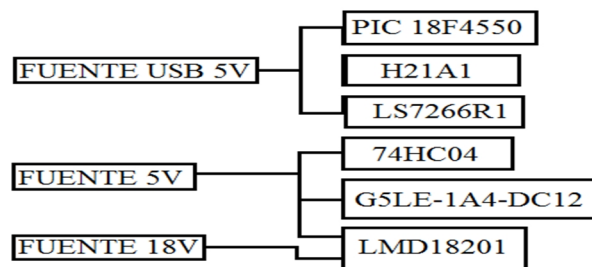 FUENTE USB 5V
PIC 18F4550
H21A1
LS7266R1
FUENTE 5V
74HC04
G5LE-1A4-DC12
FUENTE 18V
LMD18201